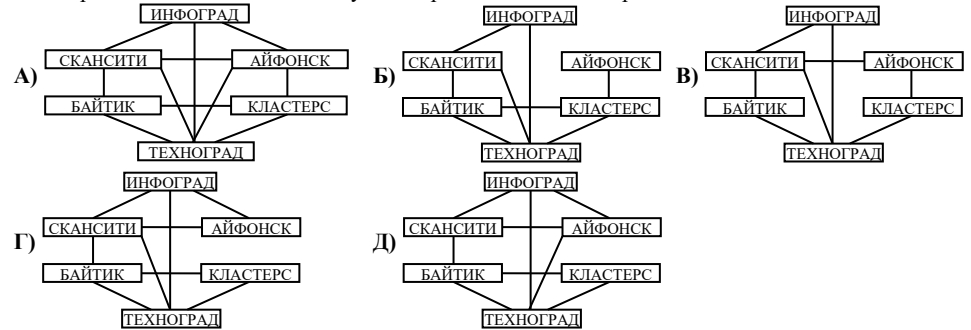 ИНФОГРАД ИНФОГРАД ИНФОГРАД
СКАНСИТИ АЙФОНСК СКАНСИТИ АЙФОНСК СКАНСИТИ АЙФОНСК
А) Б) В)
БАЙТИК КЛАСТЕРС БАЙТИК КЛАСТЕРС БАЙТИК КЛАСТЕРС
ТЕХНОГРАД ТЕХНОГРАД ТЕХНОГРАД
ИНФОГРАД ИНФОГРАД
СКАНСИТИ АЙФОНСК СКАНСИТИ АЙФОНСК
Г) Д)
БАЙТИК КЛАСТЕРС БАЙТИК КЛАСТЕРС
ТЕХНОГРАД ТЕХНОГРАД